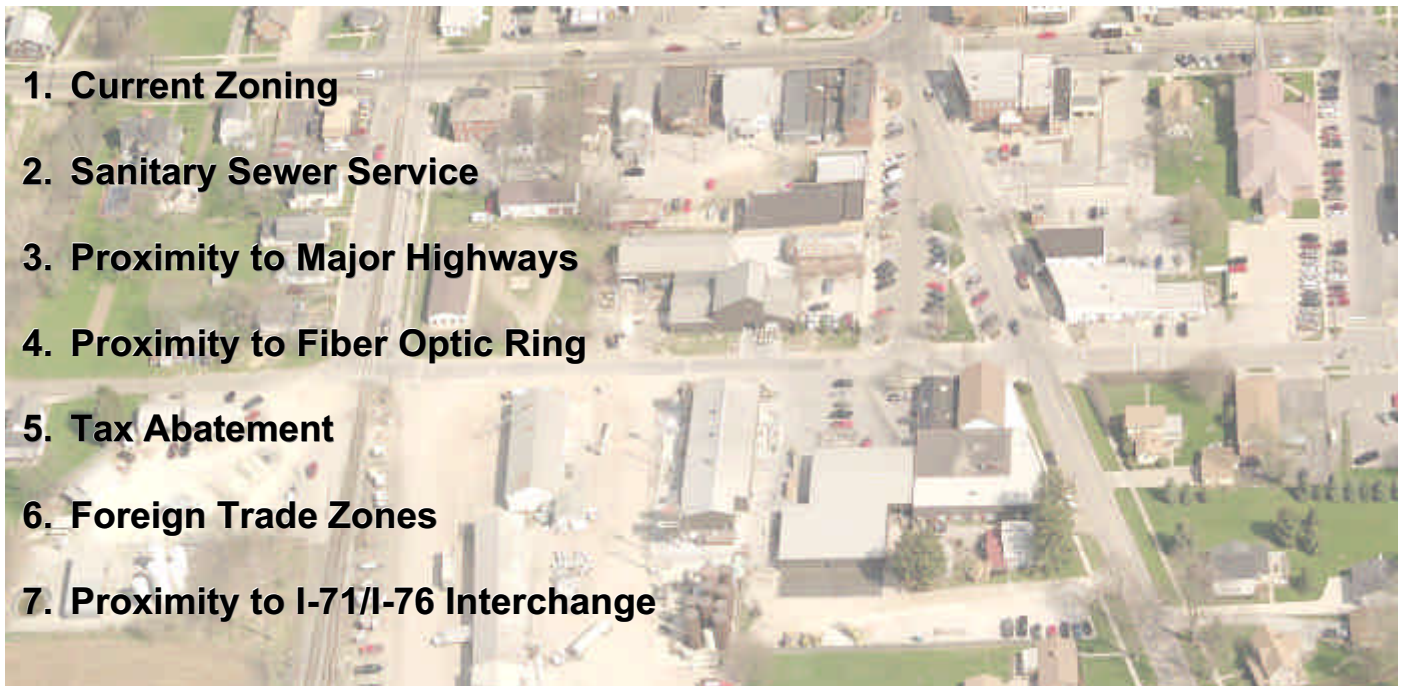 1. Current Zoning
2. Sanitary Sewer Service
3. Proximity to Major Highways
4. Proximity to Fiber Optic Ring
5. Tax Abatement
6. Foreign Trade Zones
7. Proximity to I-71/I-76 Interchange